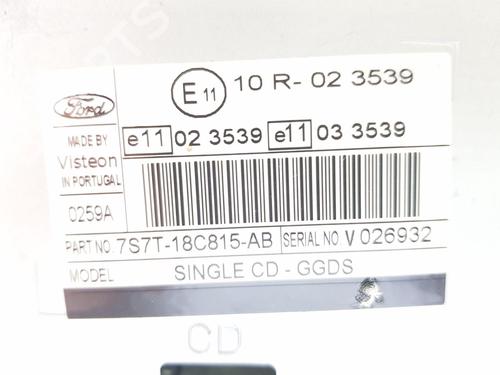 E 11 10 R- 02 3539
Ford
e11 02 3539 e11 03 3539
MADE BY
Visteon
IN PORTUGAL
0259A
PART NO. 7S7T-18C815-AB SERIAL NO. V 026932
MODEL SINGLE CD - GGDS
CD